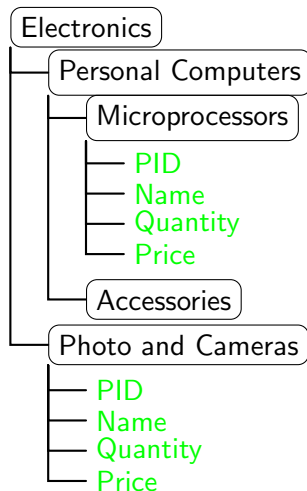 Electronics
Personal Computers
Microprocessors
PID
Name
Quantity
Price
Accessories
Photo and Cameras
PID
Name
Quantity
Price